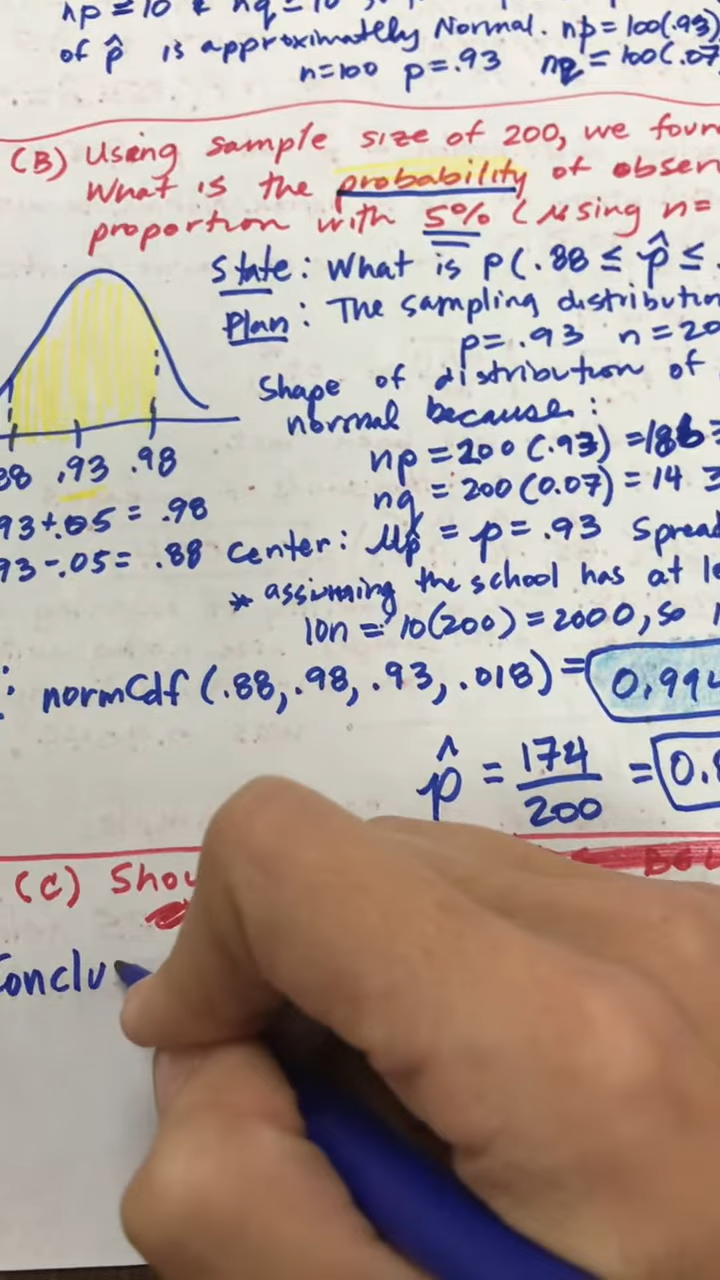 np ≥ 10 & nq ≥ 10
of p̂ is approximately Normal. np = 100(.93)
n=100 p=.93 nq = 100(.07
(B) Using sample size of 200, we foun
What is the probability of obser
proportion with 5% (using n=
State: What is P(.88 ≤ p̂ ≤ .
Plan: The sampling distribution
p=.93 n=20
Shape of distribution of
normal because:
np = 200(.93) = 186 ≥
nq = 200(0.07) = 14 ≥
88 .93 .98
93+.05 = .98
93-.05= .88
Center: μp̂ = p = .93 Sprea
* assuming the school has at le
10n = 10(200) = 2000, so
: normCdf (.88, .98, .93, .018) = 0.994
p̂ = 174/200 = 0.8
(C) Shou
Conclu